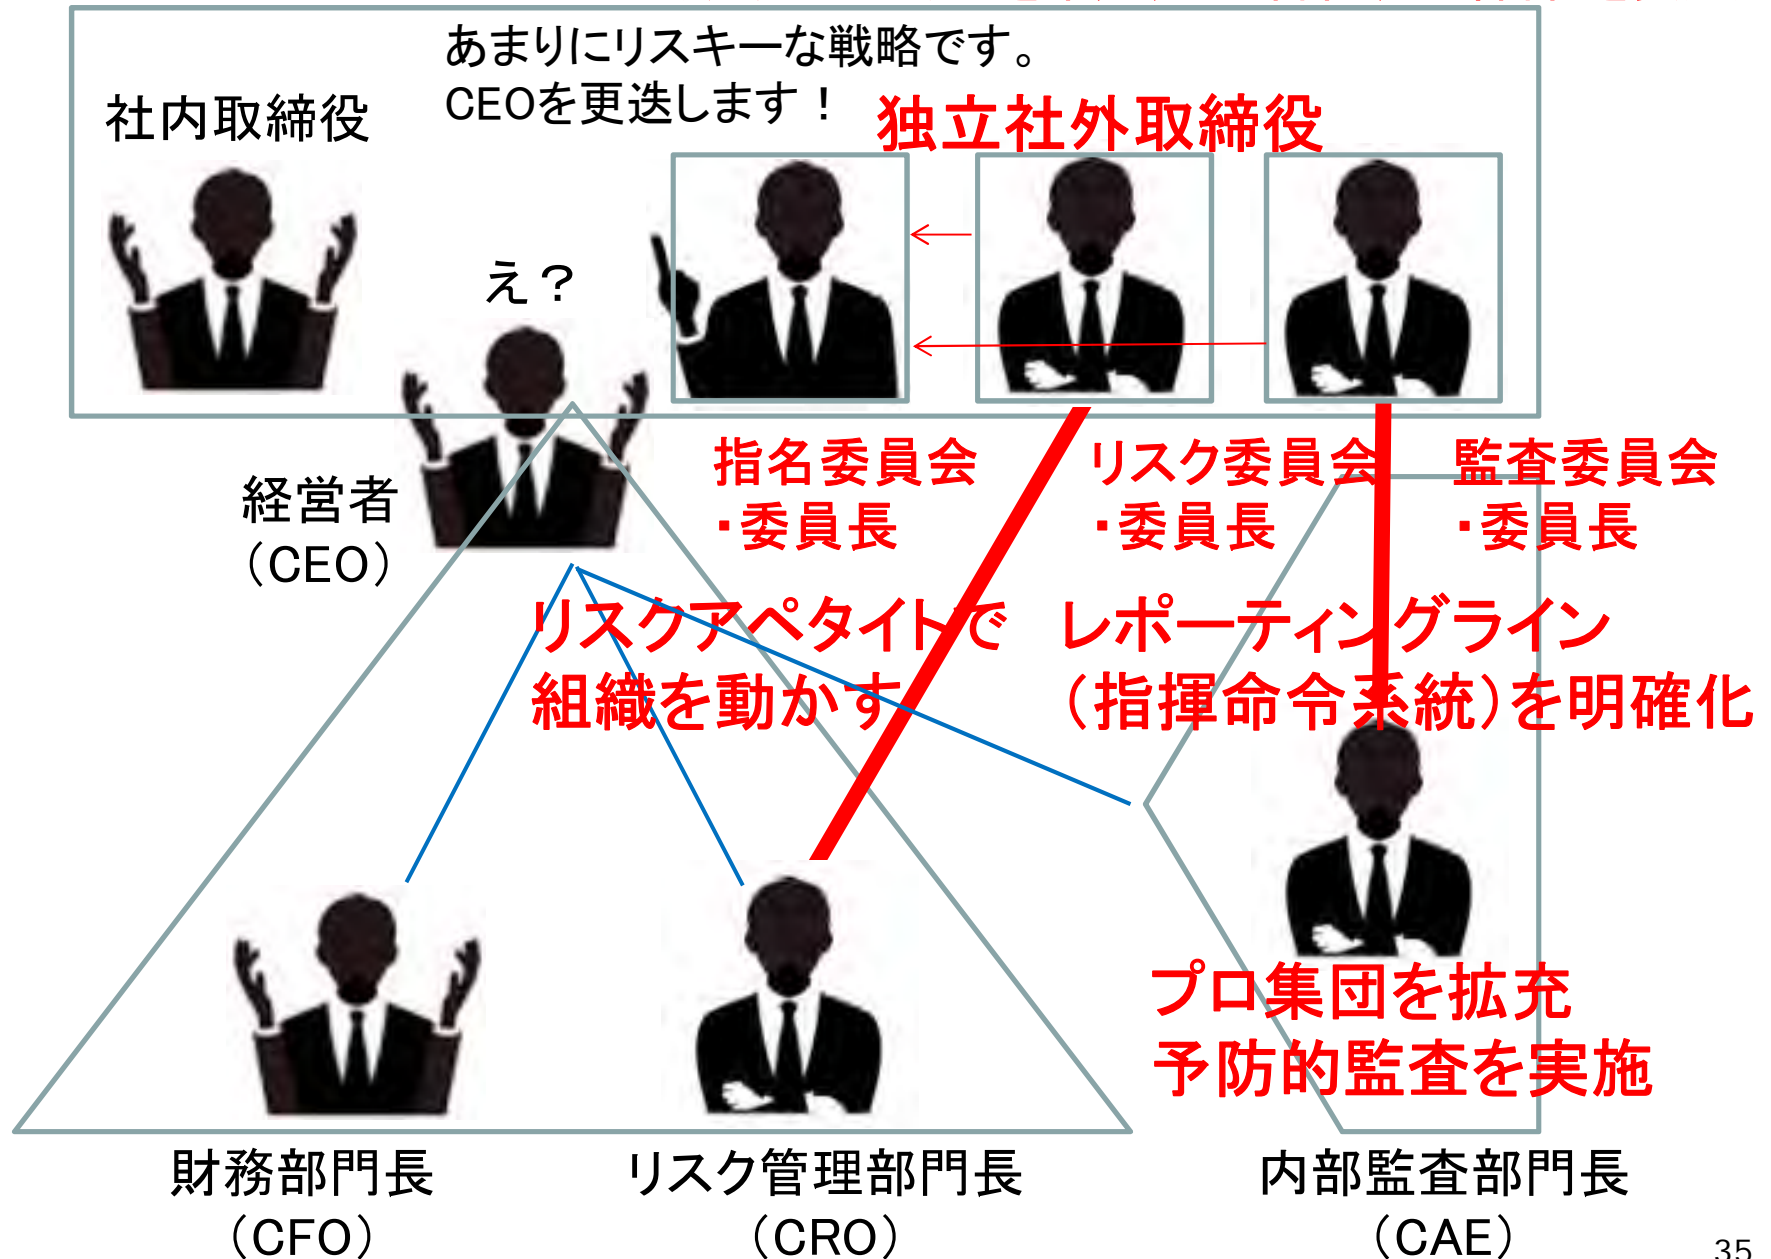 あまりにリスキーな戦略です。
CEOを更迭します！
社内取締役
独立社外取締役
え？
経営者
（CEO）
指名委員会
・委員長
リスク委員会
・委員長
監査委員会
・委員長
リスクアペタイトで
組織を動かす
レポーティングライン
（指揮命令系統）を明確化
プロ集団を拡充
予防的監査を実施
財務部門長
（CFO）
リスク管理部門長
（CRO）
内部監査部門長
（CAE）
35